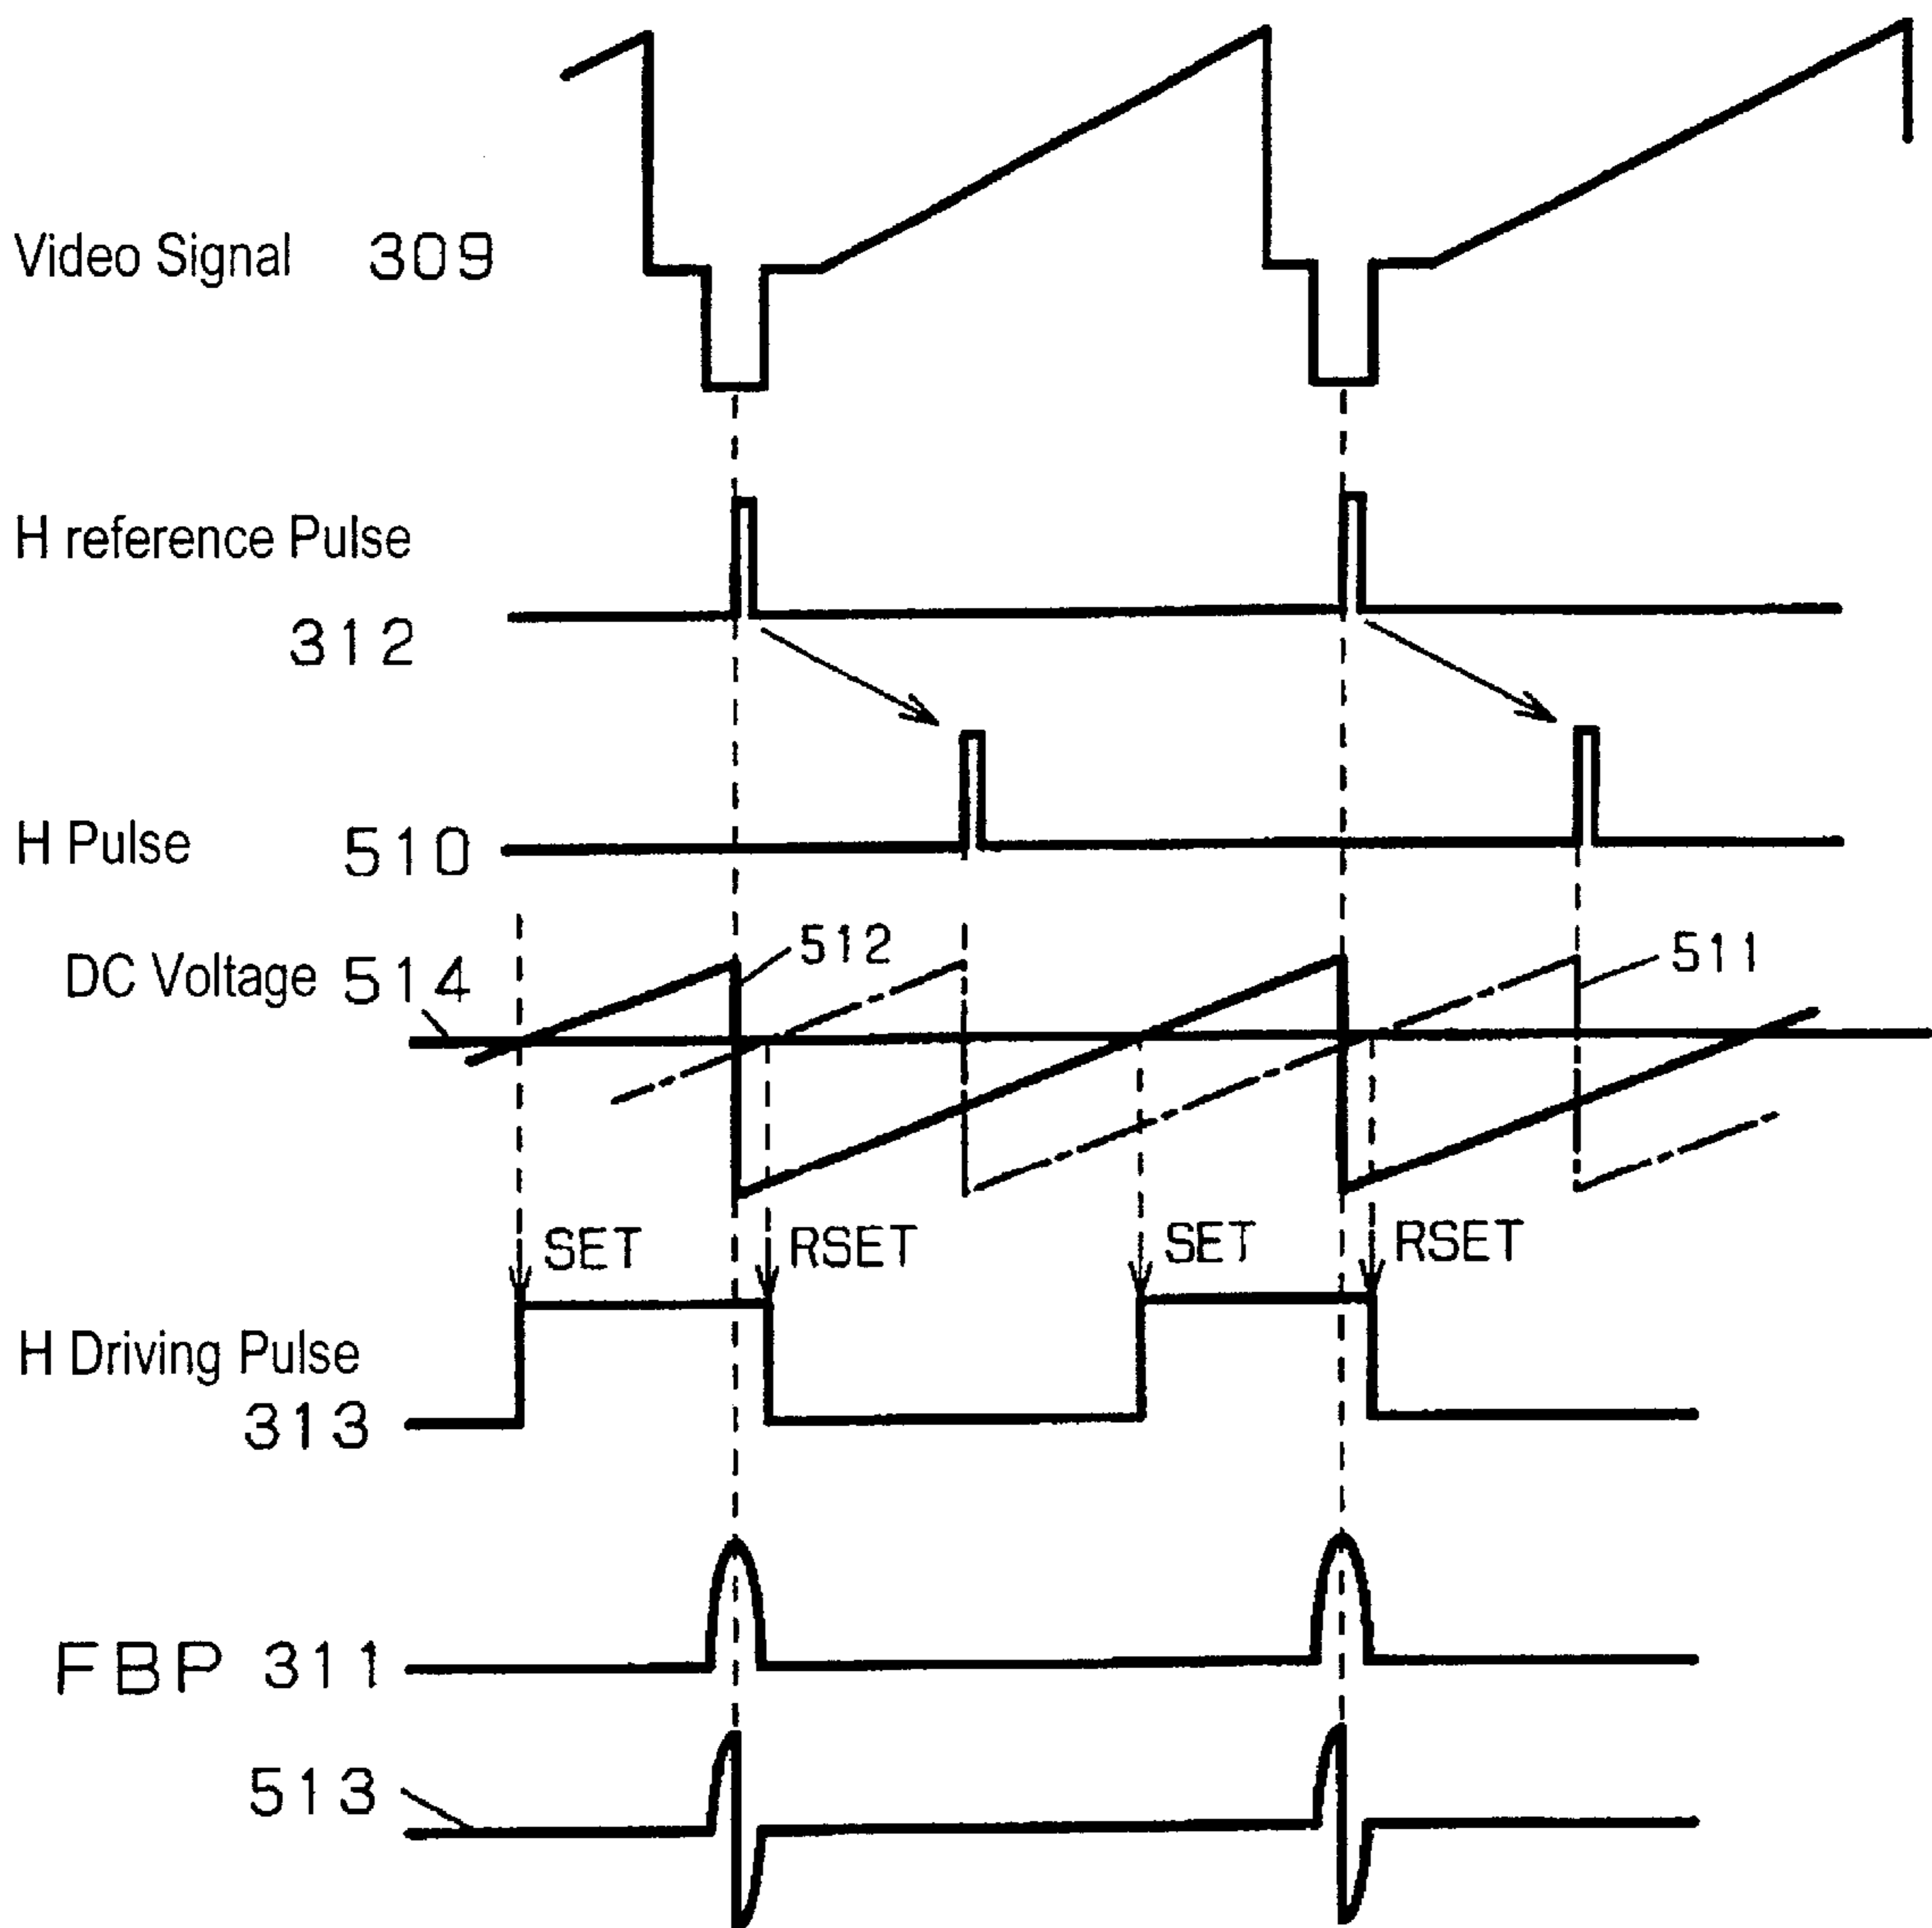 Video Signal 309
H reference Pulse
312
H Pulse 510
512
DC Voltage 514
511
SET RSET SET RSET
H Driving Pulse
313
FBP 311
513